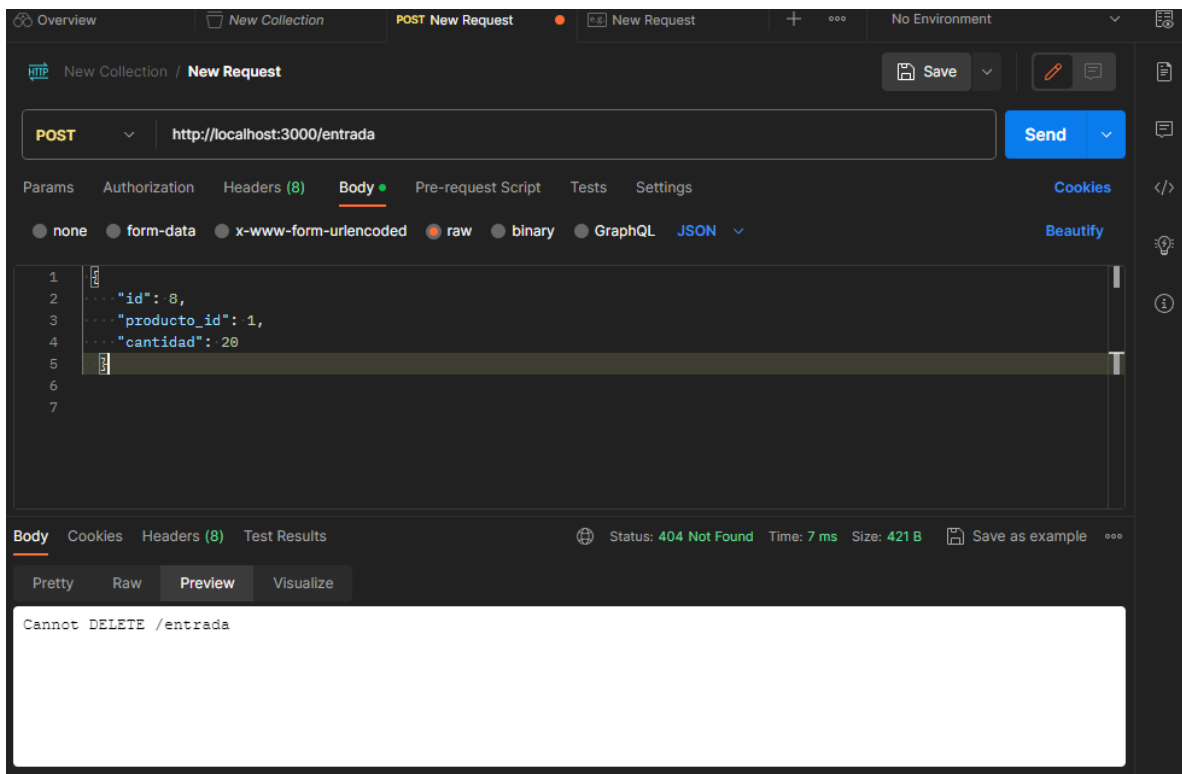 Overview New Collection POST New Request e.g. New Request No Environment
HTTP New Collection / New Request Save
POST http://localhost:3000/entrada Send
Params Authorization Headers (8) Body Pre-request Script Tests Settings Cookies
none form-data x-www-form-urlencoded raw binary GraphQL JSON Beautify
1 {
2 "id": 8,
3 "producto_id": 1,
4 "cantidad": 20
5 }
6
7
Body Cookies Headers (8) Test Results Status: 404 Not Found Time: 7 ms Size: 421 B Save as example
Pretty Raw Preview Visualize
Cannot DELETE /entrada